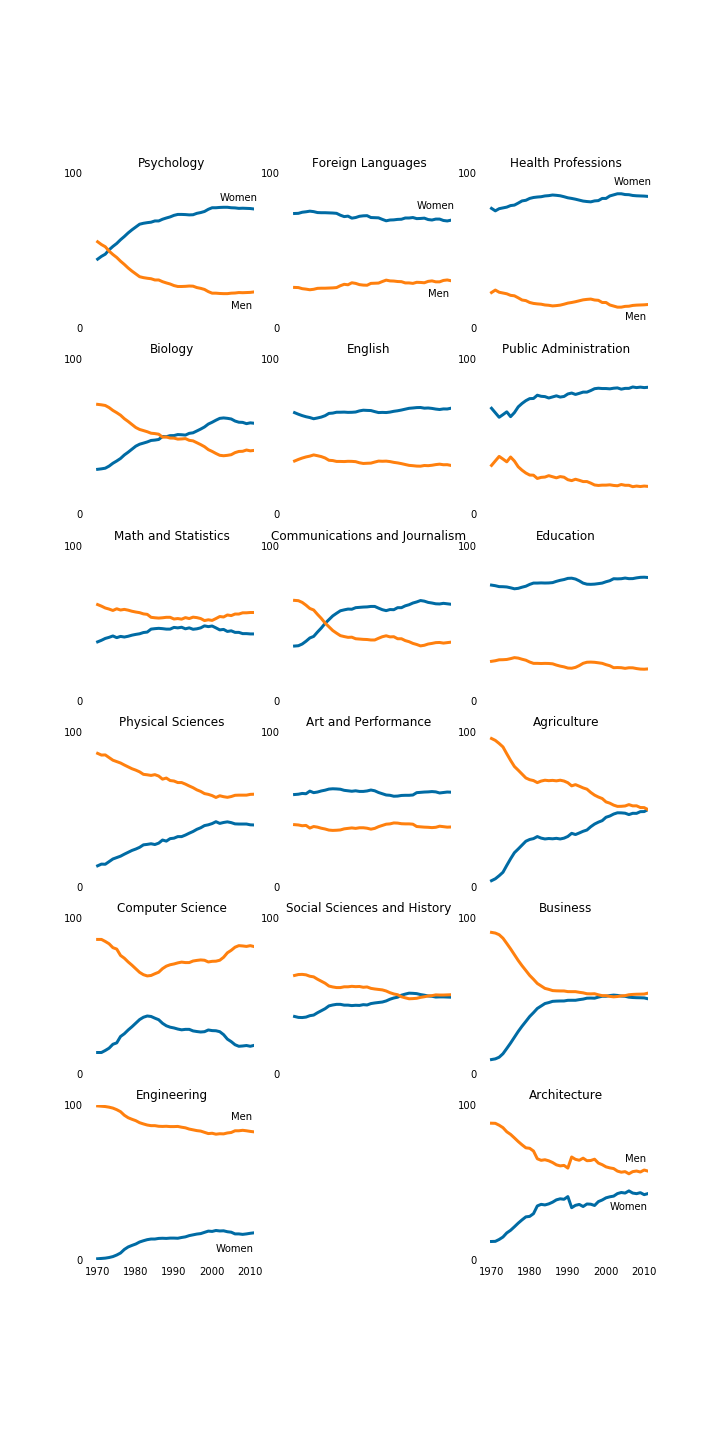 Psychology
Foreign Languages
Health Professions
100
100
100
Women
Women
Women
Men
Men
Men
0
0
0
Biology
English
Public Administration
100
100
100
0
0
0
Math and Statistics
Communications and Journalism
Education
100
100
100
0
0
0
Physical Sciences
Art and Performance
Agriculture
100
100
100
0
0
0
Computer Science
Social Sciences and History
Business
100
100
100
0
0
0
Engineering
Architecture
100
100
Men
Men
Women
Women
0
0
1970 1980 1990 2000 2010
1970 1980 1990 2000 2010